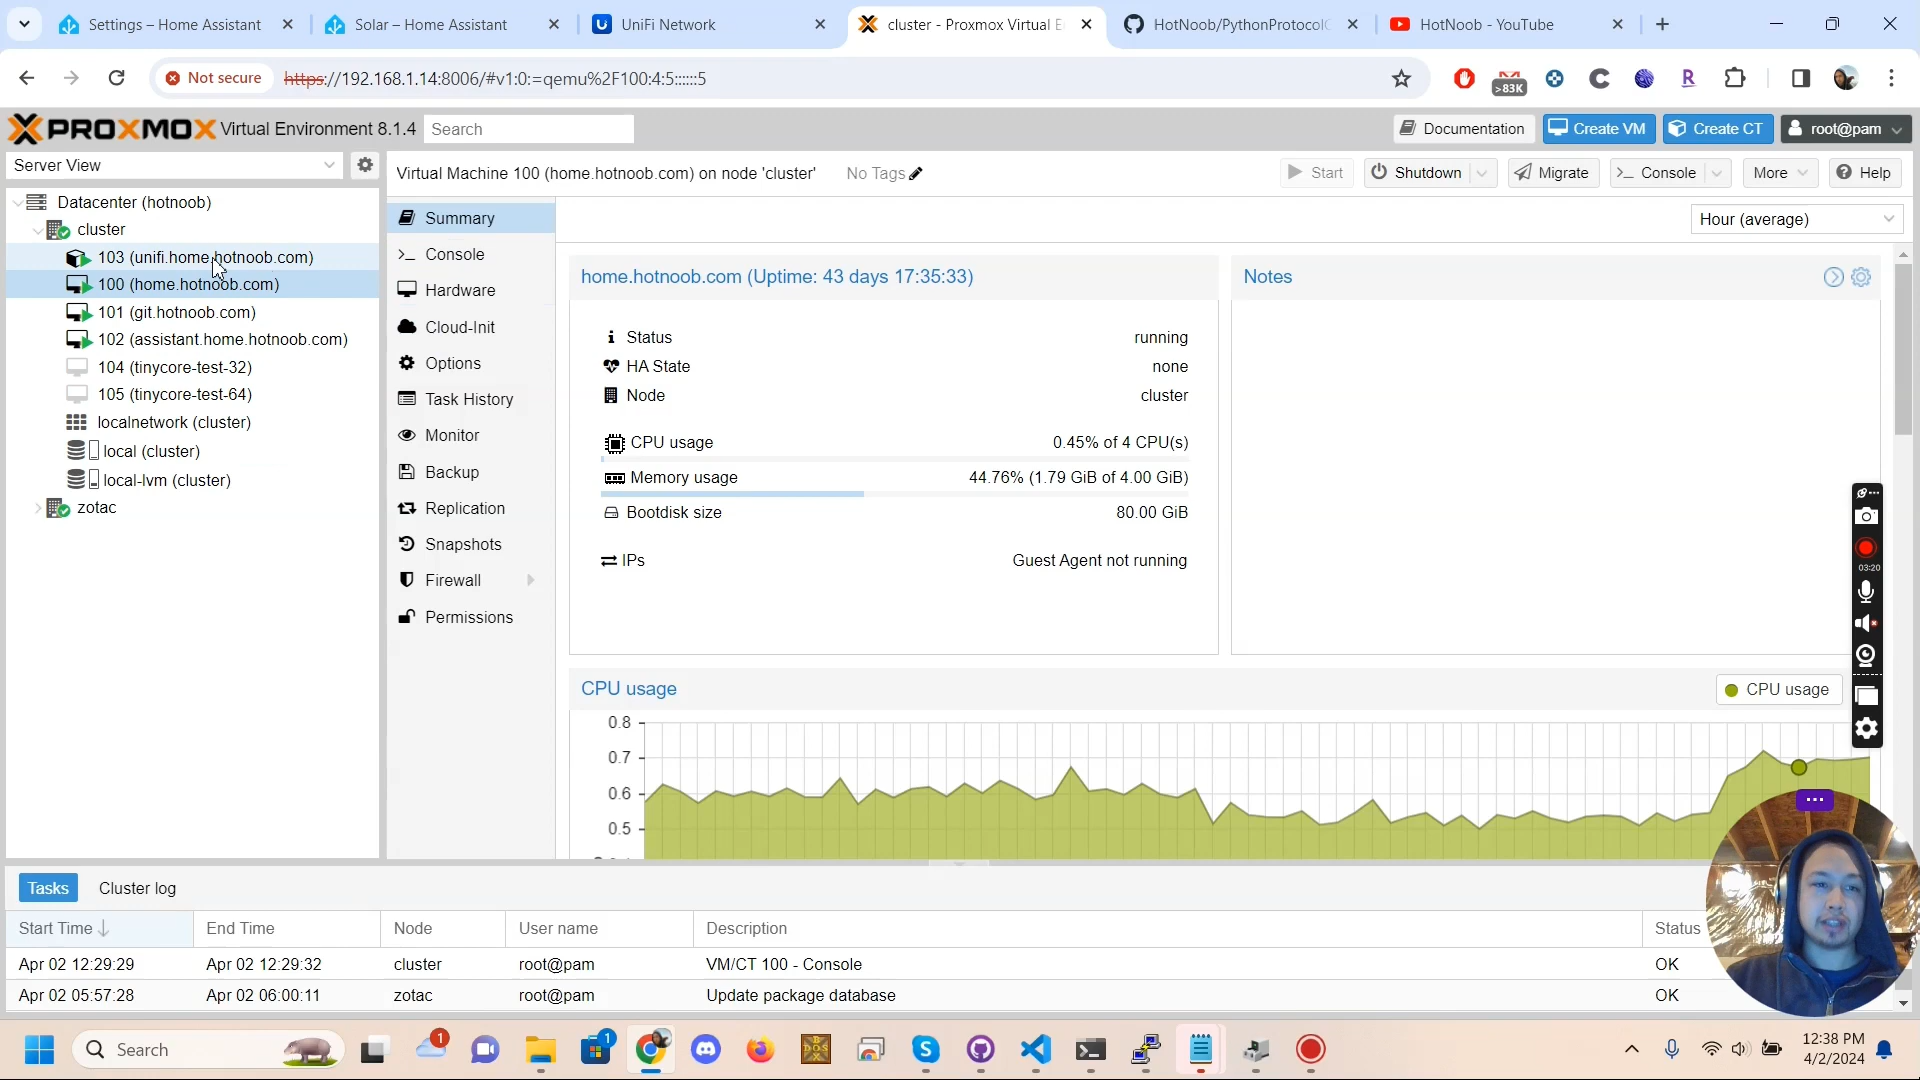 Settings – Home Assistant
Solar – Home Assistant
UniFi Network
cluster - Proxmox Virtual E
HotNoob/PythonProtocol
HotNoob - YouTube
Not secure
https://192.168.1.14:8006/#v1:0:=qemu%2F100:4:5::::::5
>83K
PROXMOX Virtual Environment 8.1.4
Search
Documentation
Create VM
Create CT
root@pam
Server View
Virtual Machine 100 (home.hotnoob.com) on node 'cluster'
No Tags
Start
Shutdown
Migrate
Console
More
Help
Datacenter (hotnoob)
cluster
103 (unifi.home.hotnoob.com)
100 (home.hotnoob.com)
101 (git.hotnoob.com)
102 (assistant.home.hotnoob.com)
104 (tinycore-test-32)
105 (tinycore-test-64)
localnetwork (cluster)
local (cluster)
local-lvm (cluster)
zotac
Summary
Console
Hardware
Cloud-Init
Options
Task History
Monitor
Backup
Replication
Snapshots
Firewall
Permissions
Hour (average)
home.hotnoob.com (Uptime: 43 days 17:35:33)
Status running
HA State none
Node cluster
CPU usage 0.45% of 4 CPU(s)
Memory usage 44.76% (1.79 GiB of 4.00 GiB)
Bootdisk size 80.00 GiB
IPs Guest Agent not running
Notes
03:20
CPU usage
CPU usage
0.8
0.7
0.6
0.5
Tasks
Cluster log
Start Time End Time Node User name Description Status
Apr 02 12:29:29 Apr 02 12:29:32 cluster root@pam VM/CT 100 - Console OK
Apr 02 05:57:28 Apr 02 06:00:11 zotac root@pam Update package database OK
Search
1
1
DOS
12:38 PM
4/2/2024